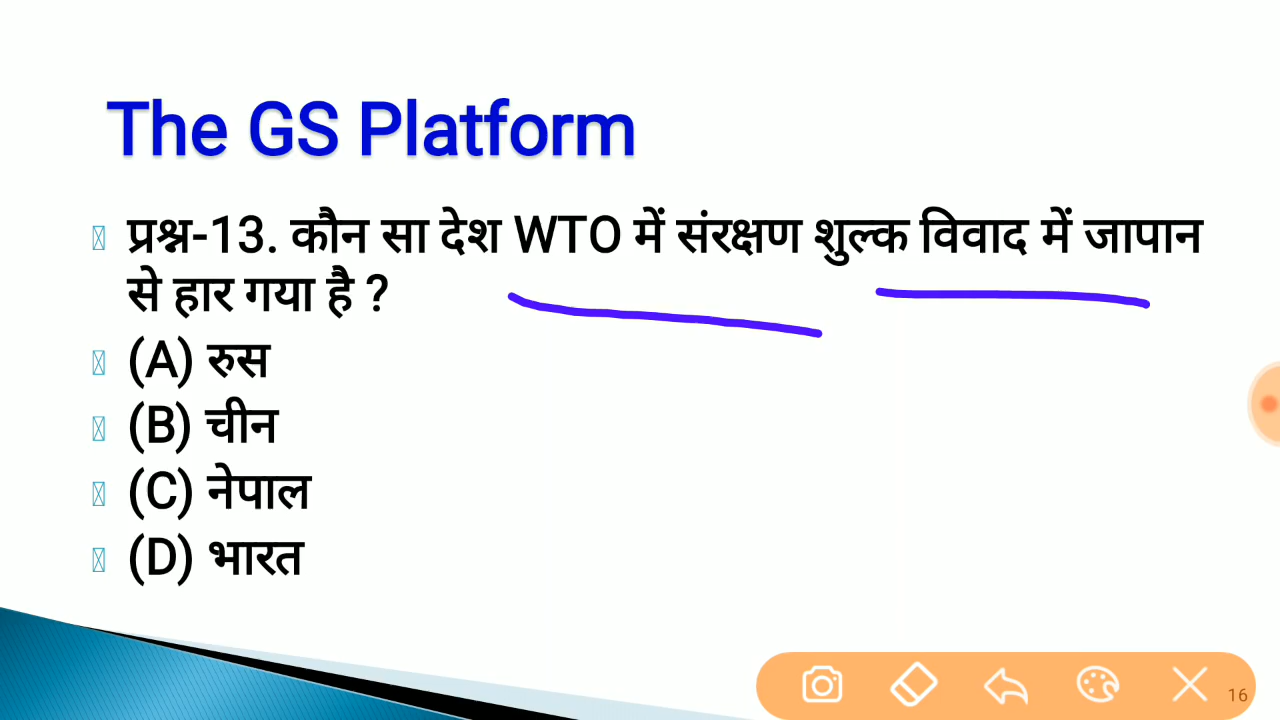 The GS Platform
प्रश्न-13. कौन सा देश WTO में संरक्षण शुल्क विवाद में जापान
से हार गया है ?
(A) रुस
(B) चीन
(C) नेपाल
(D) भारत
16